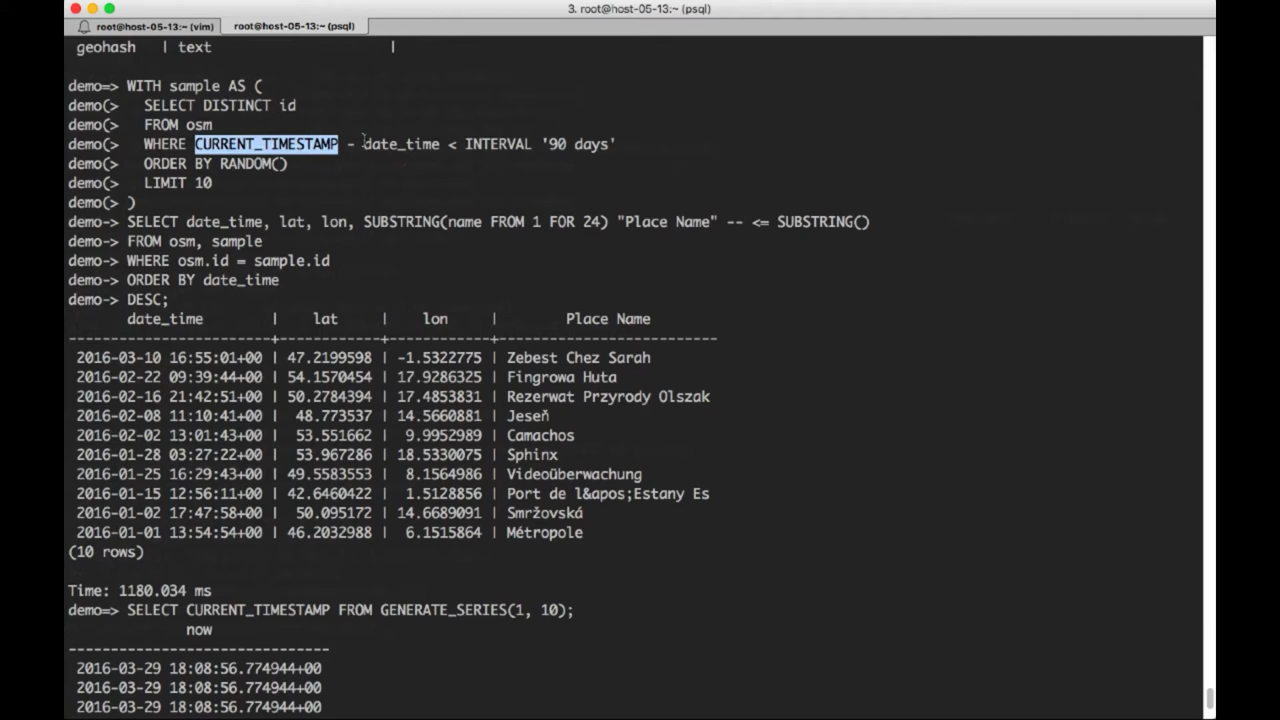 3. root@host-05-13:~ (psql)
root@host-05-13:~ (vim)
root@host-05-13:~ (psql)
geohash | text |
demo=> WITH sample AS (
demo(> SELECT DISTINCT id
demo(> FROM osm
demo(> WHERE CURRENT_TIMESTAMP - date_time < INTERVAL '90 days'
demo(> ORDER BY RANDOM()
demo(> LIMIT 10
demo(> )
demo-> SELECT date_time, lat, lon, SUBSTRING(name FROM 1 FOR 24) "Place Name" -- <= SUBSTRING()
demo-> FROM osm, sample
demo-> WHERE osm.id = sample.id
demo-> ORDER BY date_time
demo-> DESC;
date_time | lat | lon | Place Name
------------------------+------------+------------+--------------------------
2016-03-10 16:55:01+00 | 47.2199598 | -1.5322775 | Zebest Chez Sarah
2016-02-22 09:39:44+00 | 54.1570454 | 17.9286325 | Fingrowa Huta
2016-02-16 21:42:51+00 | 50.2784394 | 17.4853831 | Rezerwat Przyrody Olszak
2016-02-08 11:10:41+00 | 48.773537 | 14.5660881 | Jeseň
2016-02-02 13:01:43+00 | 53.551662 | 9.9952989 | Camachos
2016-01-28 03:27:22+00 | 53.967286 | 18.5330075 | Sphinx
2016-01-25 16:29:43+00 | 49.5583553 | 8.1564986 | Videoüberwachung
2016-01-15 12:56:11+00 | 42.6460422 | 1.5128856 | Port de l&apos;Estany Es
2016-01-02 17:47:58+00 | 50.095172 | 14.6689091 | Smržovská
2016-01-01 13:54:54+00 | 46.2032988 | 6.1515864 | Métropole
(10 rows)
Time: 1180.034 ms
demo=> SELECT CURRENT_TIMESTAMP FROM GENERATE_SERIES(1, 10);
now
-------------------------------
2016-03-29 18:08:56.774944+00
2016-03-29 18:08:56.774944+00
2016-03-29 18:08:56.774944+00